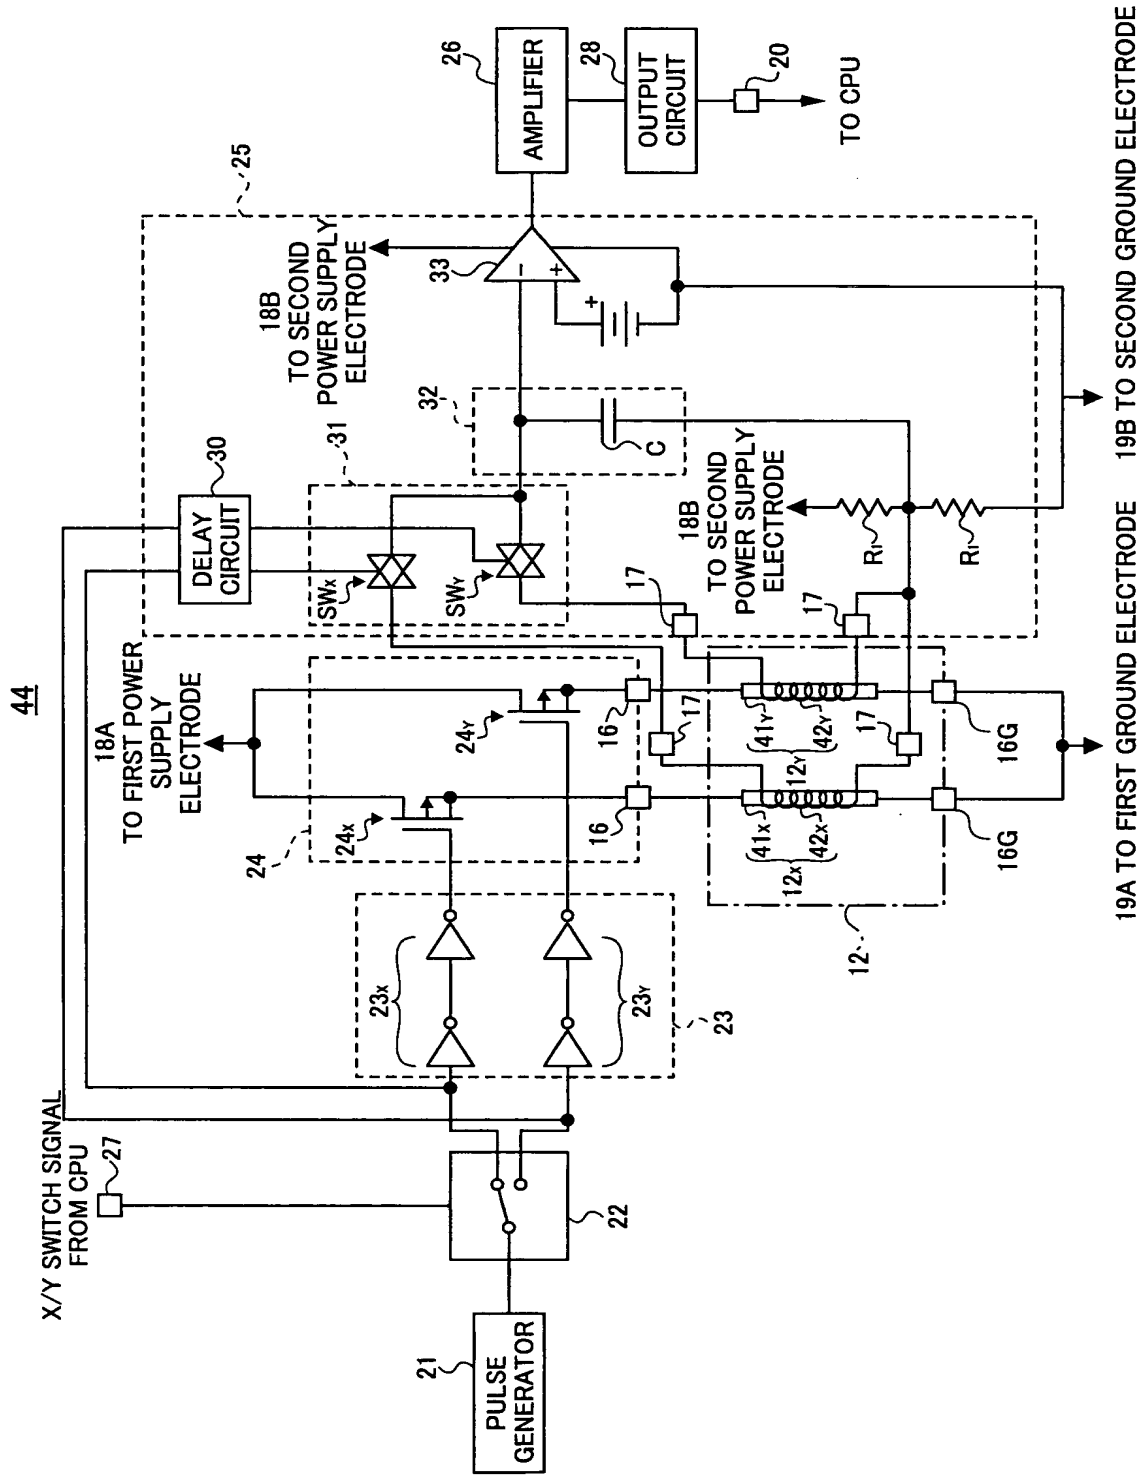 44
X/Y SWITCH SIGNAL
FROM CPU
27
21
PULSE
GENERATOR
22
23X
23Y
23
24
24X
24Y
18A
TO FIRST POWER
SUPPLY
ELECTRODE
16
16
17
17
17
17
41X
42X
12X
41Y
42Y
12Y
12
16G
16G
19A TO FIRST GROUND ELECTRODE
DELAY
CIRCUIT
30
31
SWX
SWY
32
C
18B
TO SECOND
POWER SUPPLY
ELECTRODE
R1
R1
18B
TO SECOND
POWER SUPPLY
ELECTRODE
33
-
+
+
25
19B TO SECOND GROUND ELECTRODE
26
AMPLIFIER
28
OUTPUT
CIRCUIT
20
TO CPU